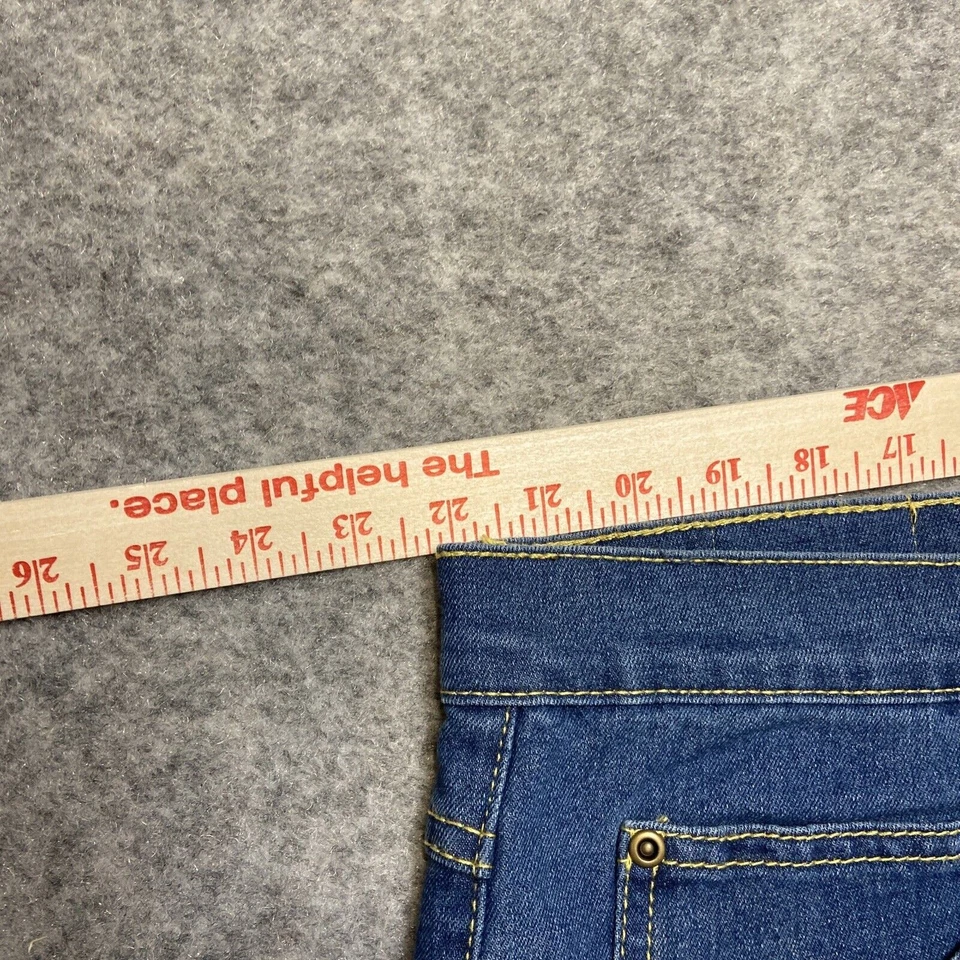 ACE
The helpful place.
17 18 19 20 21 22 23 24 25 26